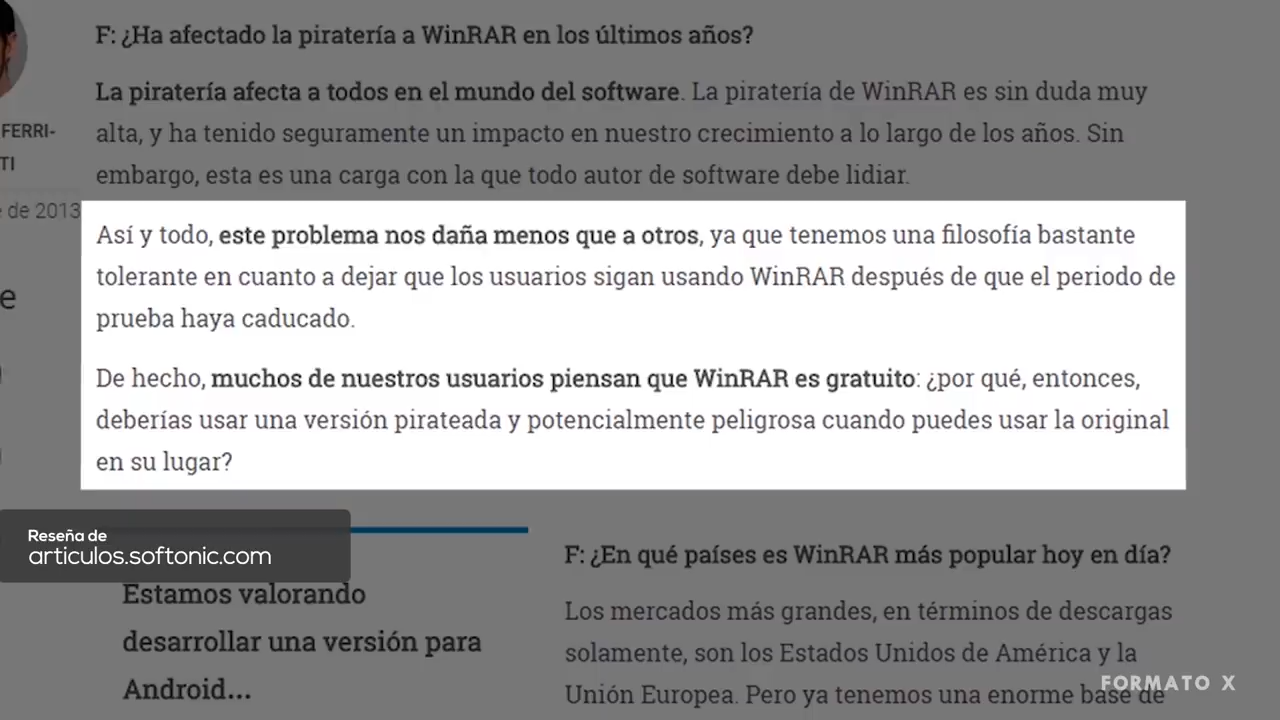 F: ¿Ha afectado la piratería a WinRAR en los últimos años?
La piratería afecta a todos en el mundo del software. La piratería de WinRAR es sin duda muy
alta, y ha tenido seguramente un impacto en nuestro crecimiento a lo largo de los años. Sin
embargo, esta es una carga con la que todo autor de software debe lidiar.
FERRI-
TI
de 2013
Así y todo, este problema nos daña menos que a otros, ya que tenemos una filosofía bastante
tolerante en cuanto a dejar que los usuarios sigan usando WinRAR después de que el periodo de
prueba haya caducado.
De hecho, muchos de nuestros usuarios piensan que WinRAR es gratuito: ¿por qué, entonces,
deberías usar una versión pirateada y potencialmente peligrosa cuando puedes usar la original
en su lugar?
Reseña de
articulos.softonic.com
Estamos valorando
desarrollar una versión para
Android...
F: ¿En qué países es WinRAR más popular hoy en día?
Los mercados más grandes, en términos de descargas
solamente, son los Estados Unidos de América y la
Unión Europea. Pero ya tenemos una enorme base de
FORMATO X